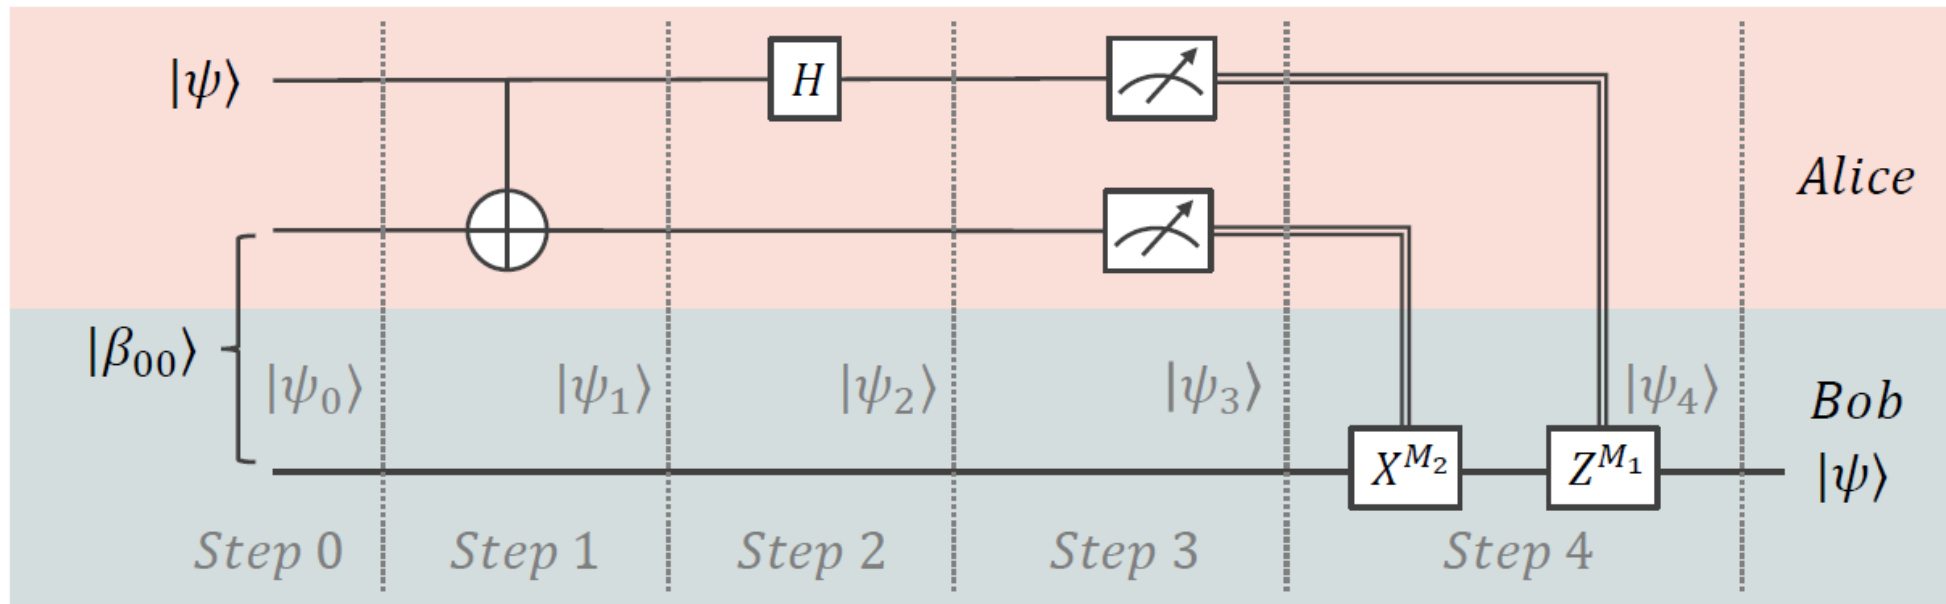 |ψ⟩
H
Alice
|β₀₀⟩
|ψ₀⟩ |ψ₁⟩ |ψ₂⟩ |ψ₃⟩ |ψ₄⟩
Bob
X^{M₂} Z^{M₁} |ψ⟩
Step 0 Step 1 Step 2 Step 3 Step 4